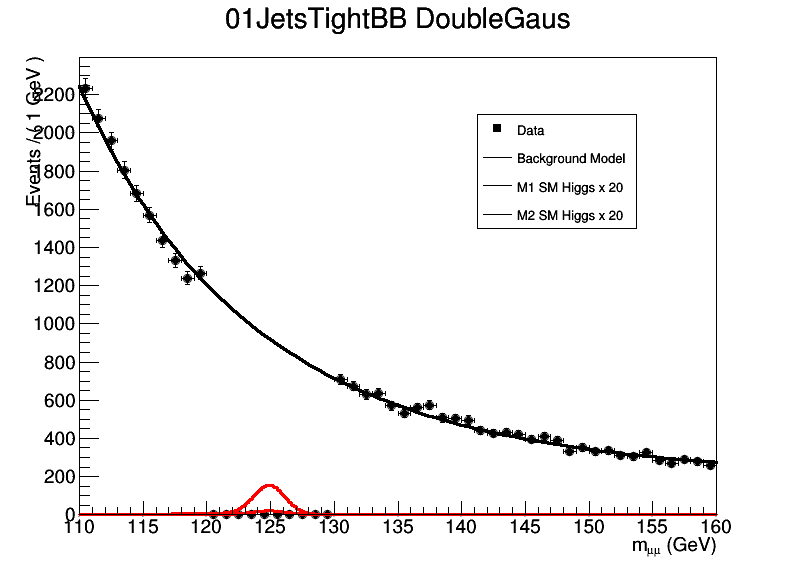 01JetsTightBB DoubleGaus
Events / ( 1 GeV )
2200
2000
1800
1600
1400
1200
1000
800
600
400
200
0
Data
Background Model
M1 SM Higgs x 20
M2 SM Higgs x 20
110 115 120 125 130 135 140 145 150 155 160
mμμ (GeV)